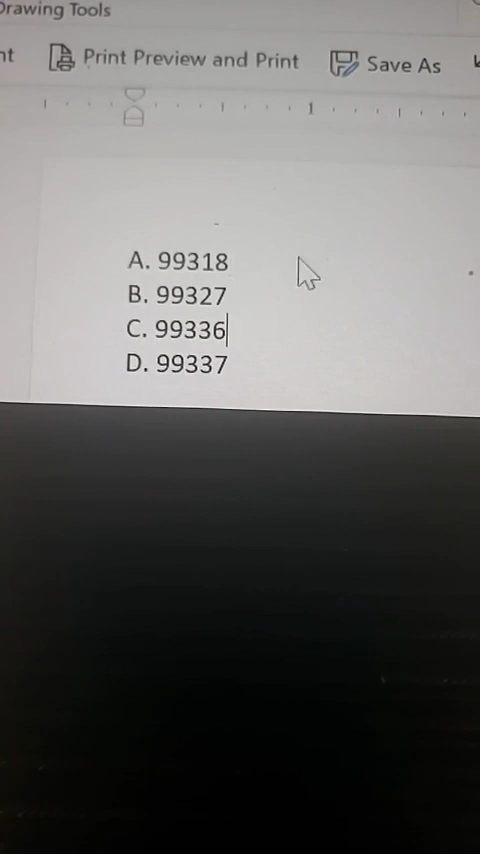 Drawing Tools
nt Print Preview and Print Save As
1
A. 99318
B. 99327
C. 99336
D. 99337